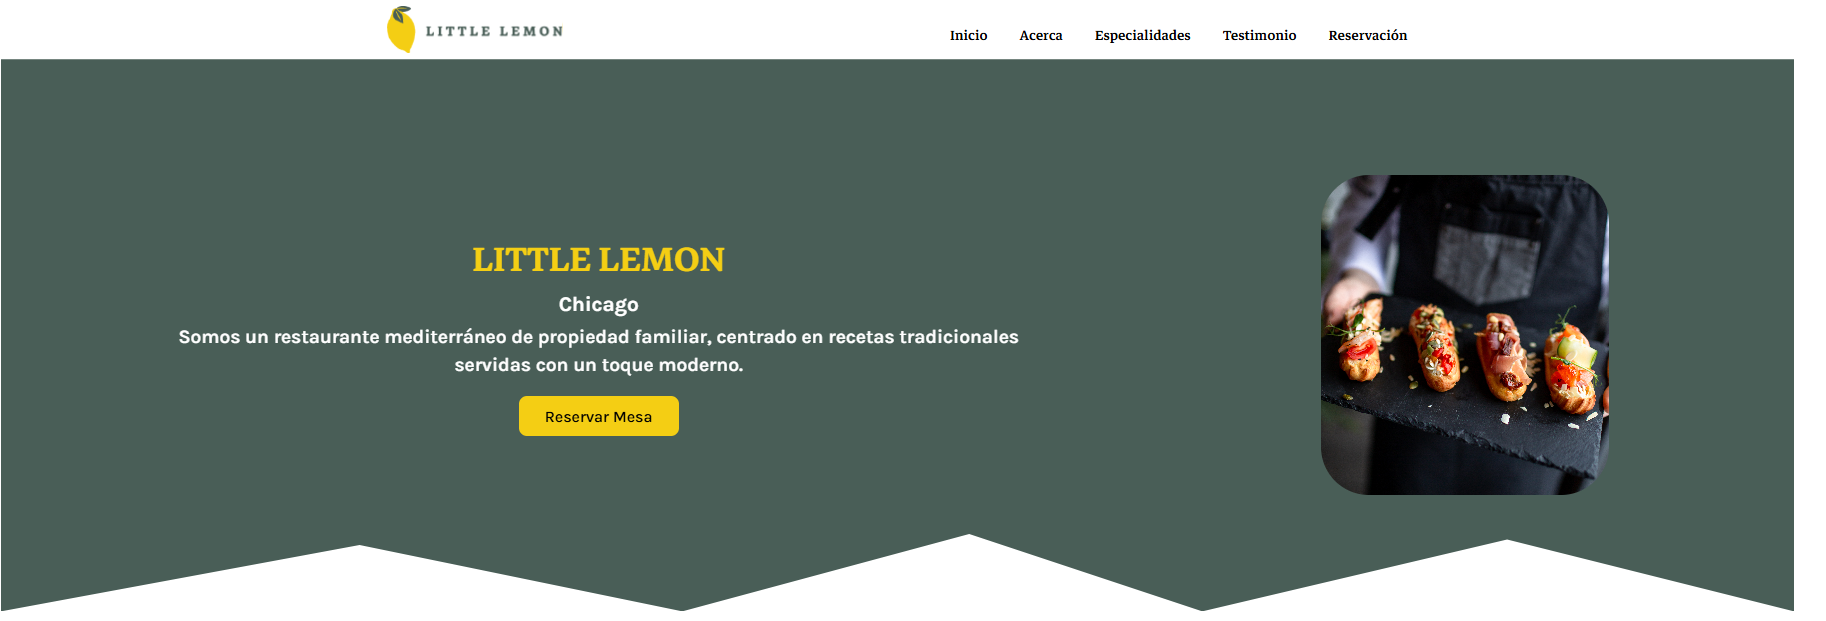 LITTLE LEMON
Inicio Acerca Especialidades Testimonio Reservación
LITTLE LEMON
Chicago
Somos un restaurante mediterráneo de propiedad familiar, centrado en recetas tradicionales
servidas con un toque moderno.
Reservar Mesa